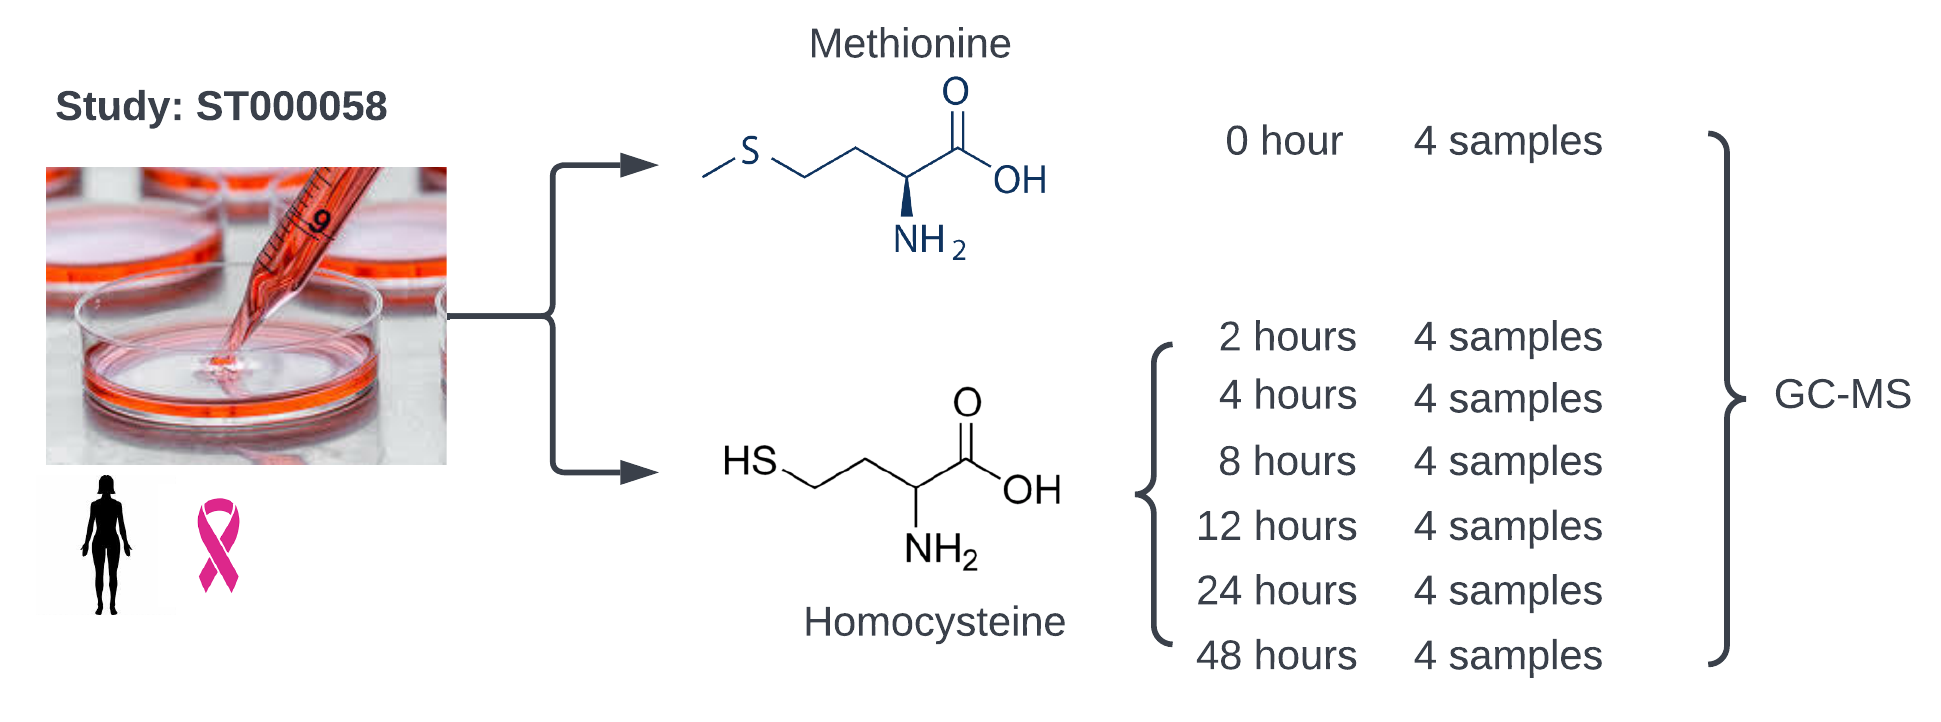 Study: ST000058
Methionine
O
S
OH
NH2
0 hour 4 samples
HS
O
OH
NH2
Homocysteine
2 hours 4 samples
4 hours 4 samples
8 hours 4 samples
12 hours 4 samples
24 hours 4 samples
48 hours 4 samples
GC-MS
9